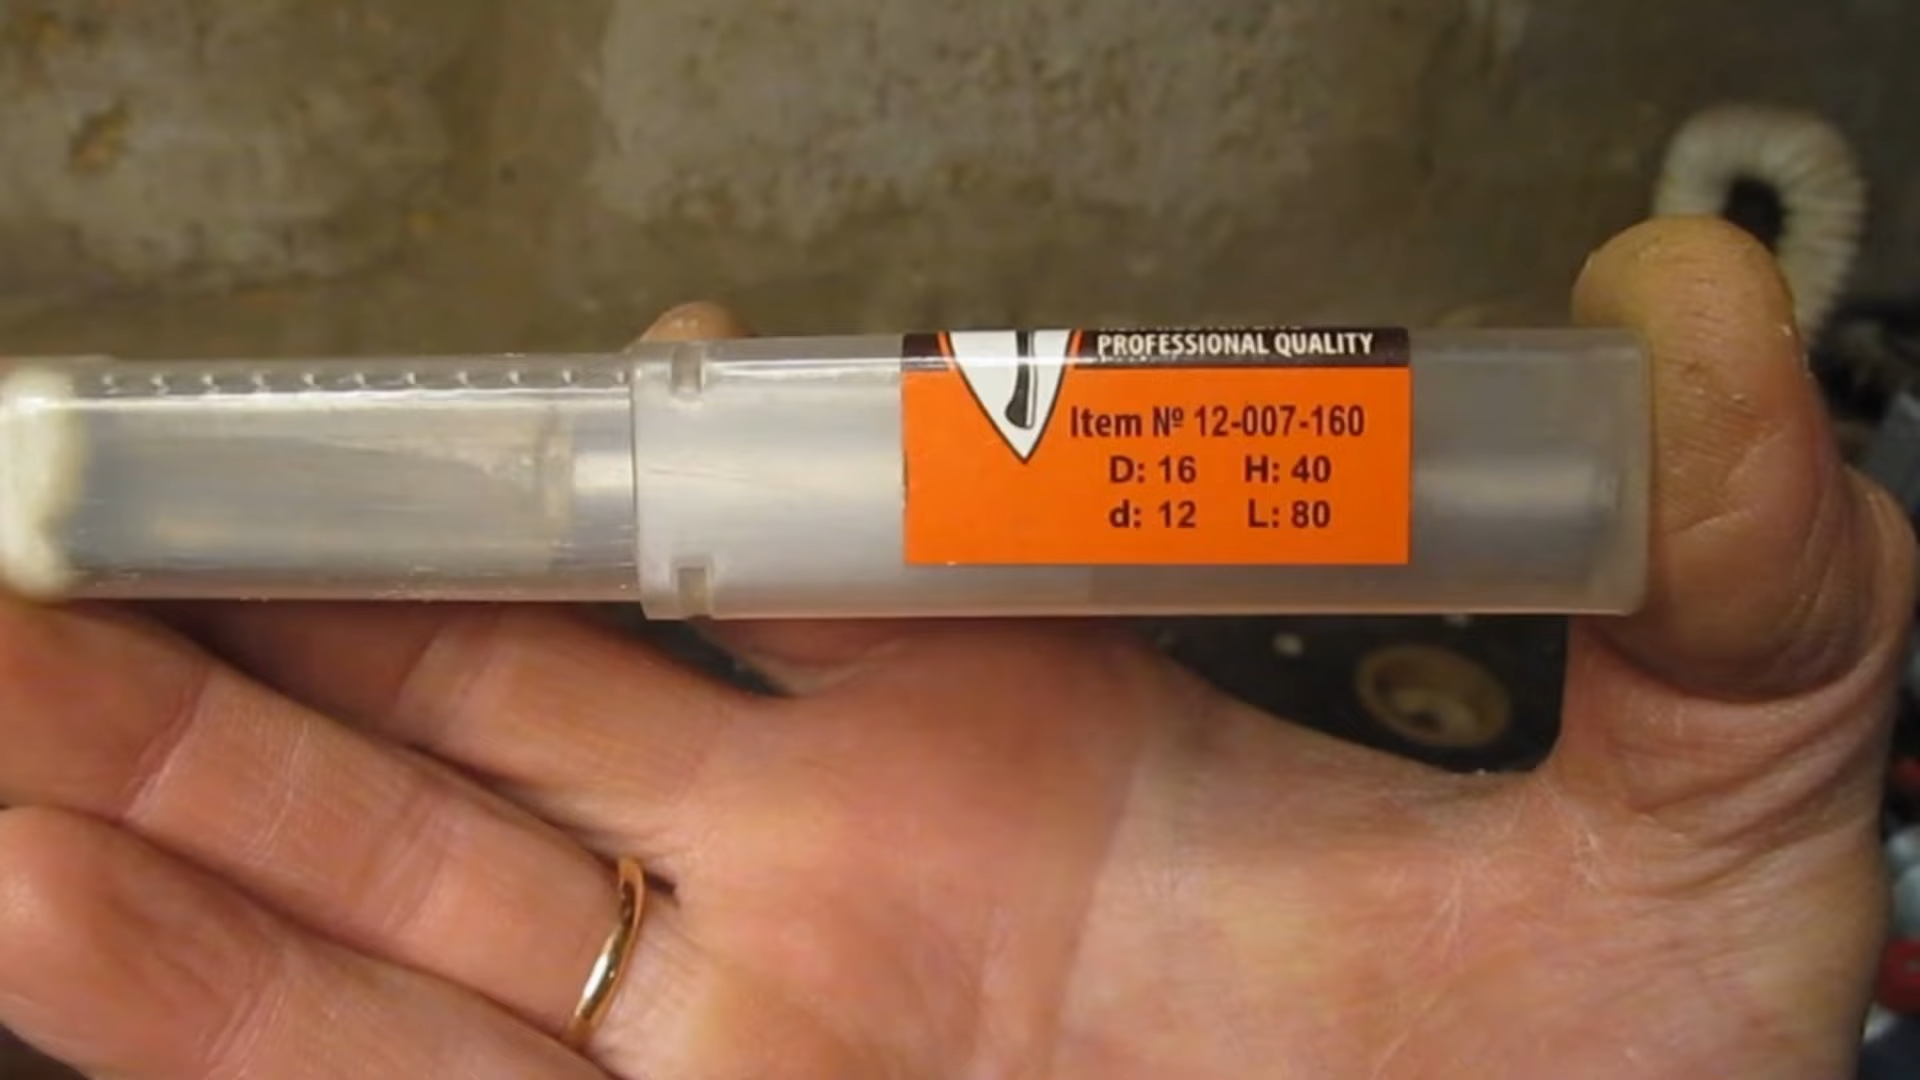 PROFESSIONAL QUALITY
Item № 12-007-160
D: 16 H: 40
d: 12 L: 80